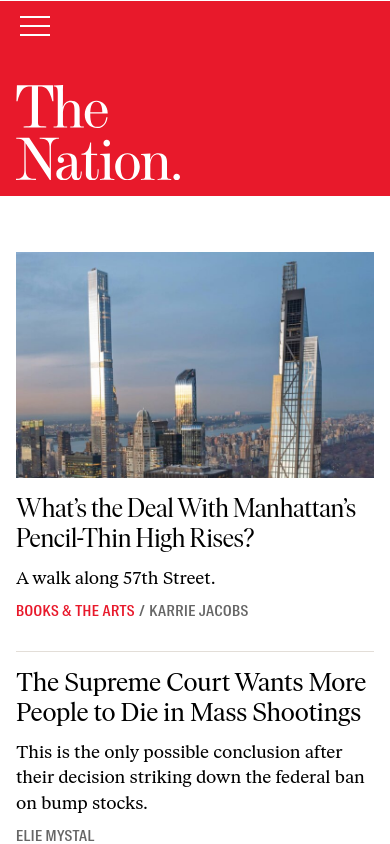 The
Nation.
What’s the Deal With Manhattan’s
Pencil-Thin High Rises?
A walk along 57th Street.
BOOKS & THE ARTS / KARRIE JACOBS
The Supreme Court Wants More
People to Die in Mass Shootings
This is the only possible conclusion after
their decision striking down the federal ban
on bump stocks.
ELIE MYSTAL